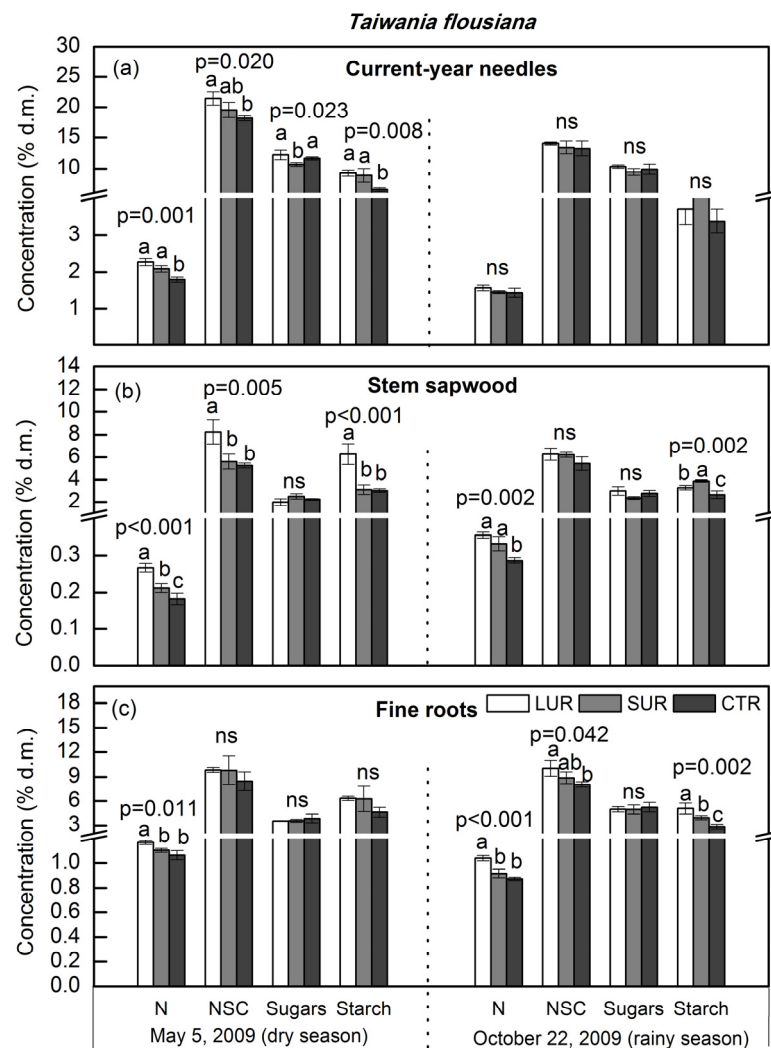 Taiwania flousiana
Concentration (% d.m.)
30
25
20
15
10
3
2
1
(a)
Current-year needles
p=0.001
a a b
p=0.020
a ab b
p=0.023
a b a
p=0.008
a a b
ns
ns
ns
ns
Concentration (% d.m.)
14
12
10
8
6
4
2
0.3
0.2
0.1
0.0
(b)
Stem sapwood
p<0.001
a b c
p=0.005
a b b
ns
p<0.001
a b b
p=0.002
a a b
ns
ns
p=0.002
b a c
Concentration (% d.m.)
18
15
12
9
6
3
1.0
0.8
0.6
0.4
0.2
0.0
(c)
Fine roots
LUR SUR CTR
p=0.011
a b b
ns
ns
ns
p<0.001
a b b
p=0.042
a ab b
ns
p=0.002
a b c
N NSC Sugars Starch N NSC Sugars Starch
May 5, 2009 (dry season) October 22, 2009 (rainy season)